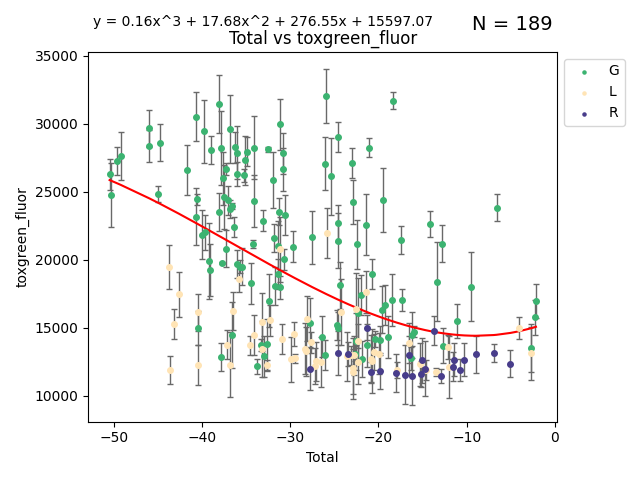 y = 0.16x^3 + 17.68x^2 + 276.55x + 15597.07
N = 189
Total vs toxgreen_fluor
35000
30000
25000
20000
15000
10000
toxgreen_fluor
−50
−40
−30
−20
−10
0
Total
G
L
R